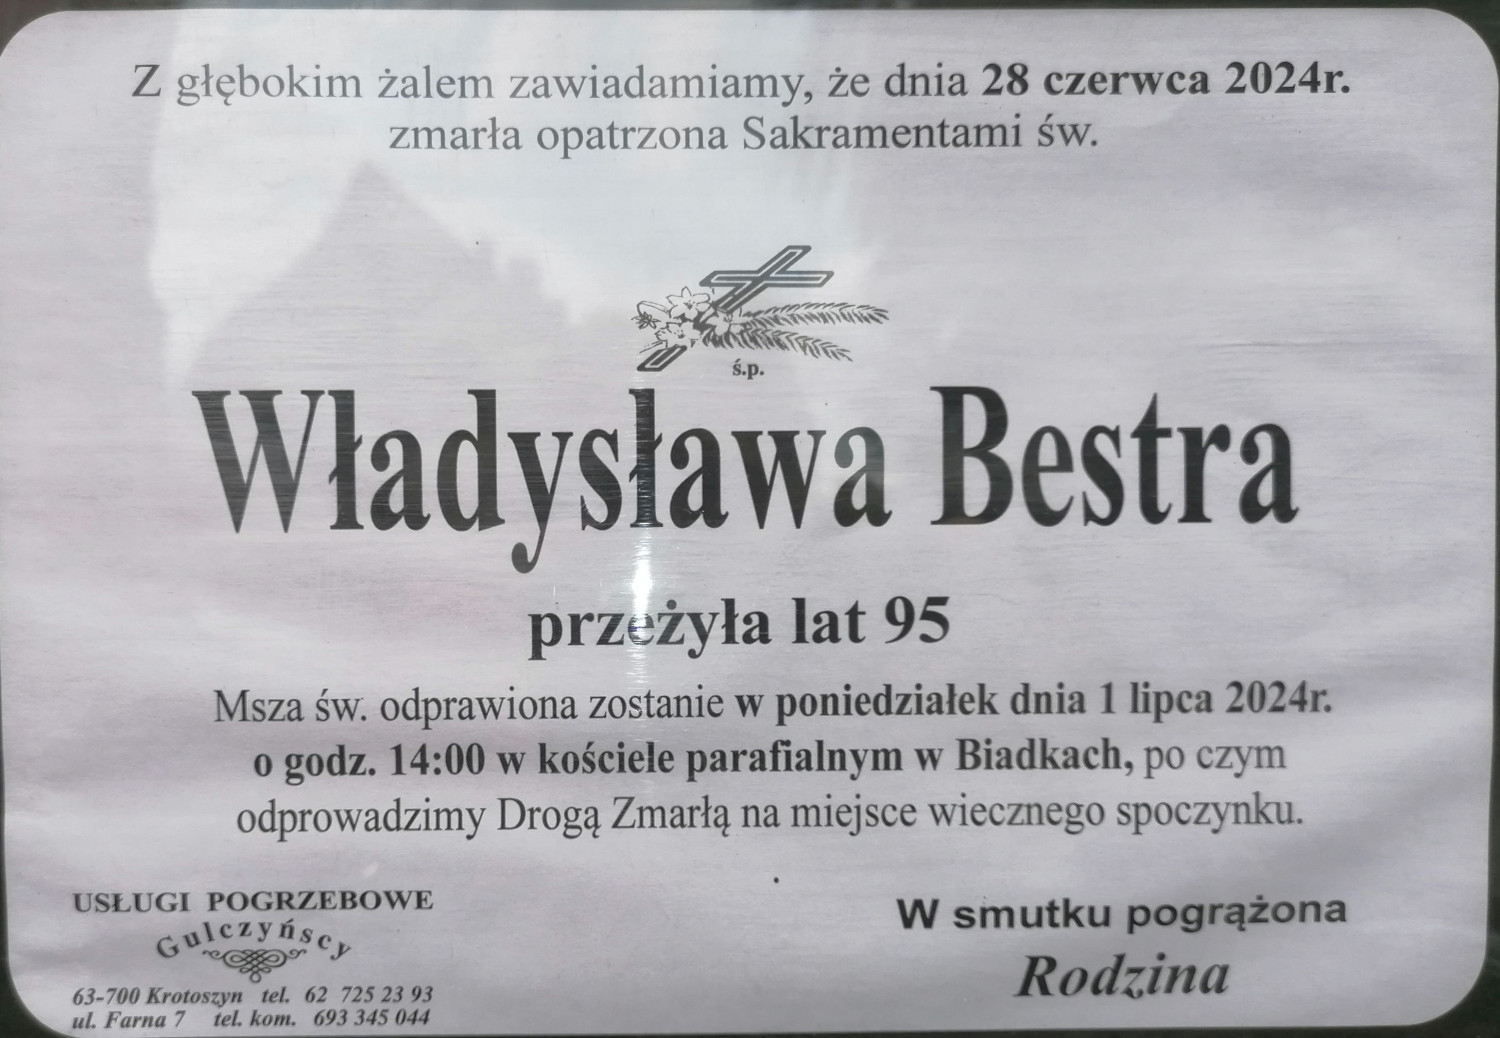 Z głębokim żalem zawiadamiamy, że dnia 28 czerwca 2024r.
zmarła opatrzona Sakramentami św.
ś.p.
Władysława Bestra
przeżyła lat 95
Msza św. odprawiona zostanie w poniedziałek dnia 1 lipca 2024r.
o godz. 14:00 w kościele parafialnym w Biadkach, po czym
odprowadzimy Drogą Zmarłą na miejsce wiecznego spoczynku.
USŁUGI POGRZEBOWE
Gulczyńscy
63-700 Krotoszyn tel. 62 725 23 93
ul. Farna 7 tel. kom. 693 345 044
W smutku pogrążona
Rodzina